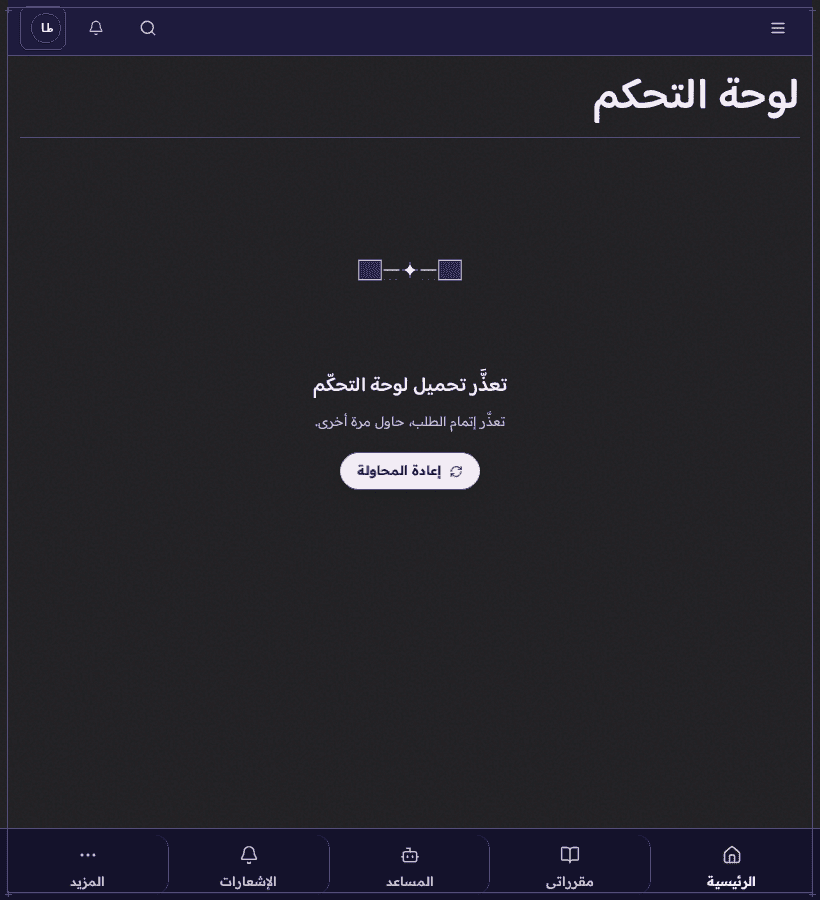 طا
لوحة التحكم
تعذَّر تحميل لوحة التحكّم
تعذَّر إتمام الطلب، حاول مرة أخرى.
إعادة المحاولة
الرئيسية
مقرراتي
المساعد
الإشعارات
المزيد